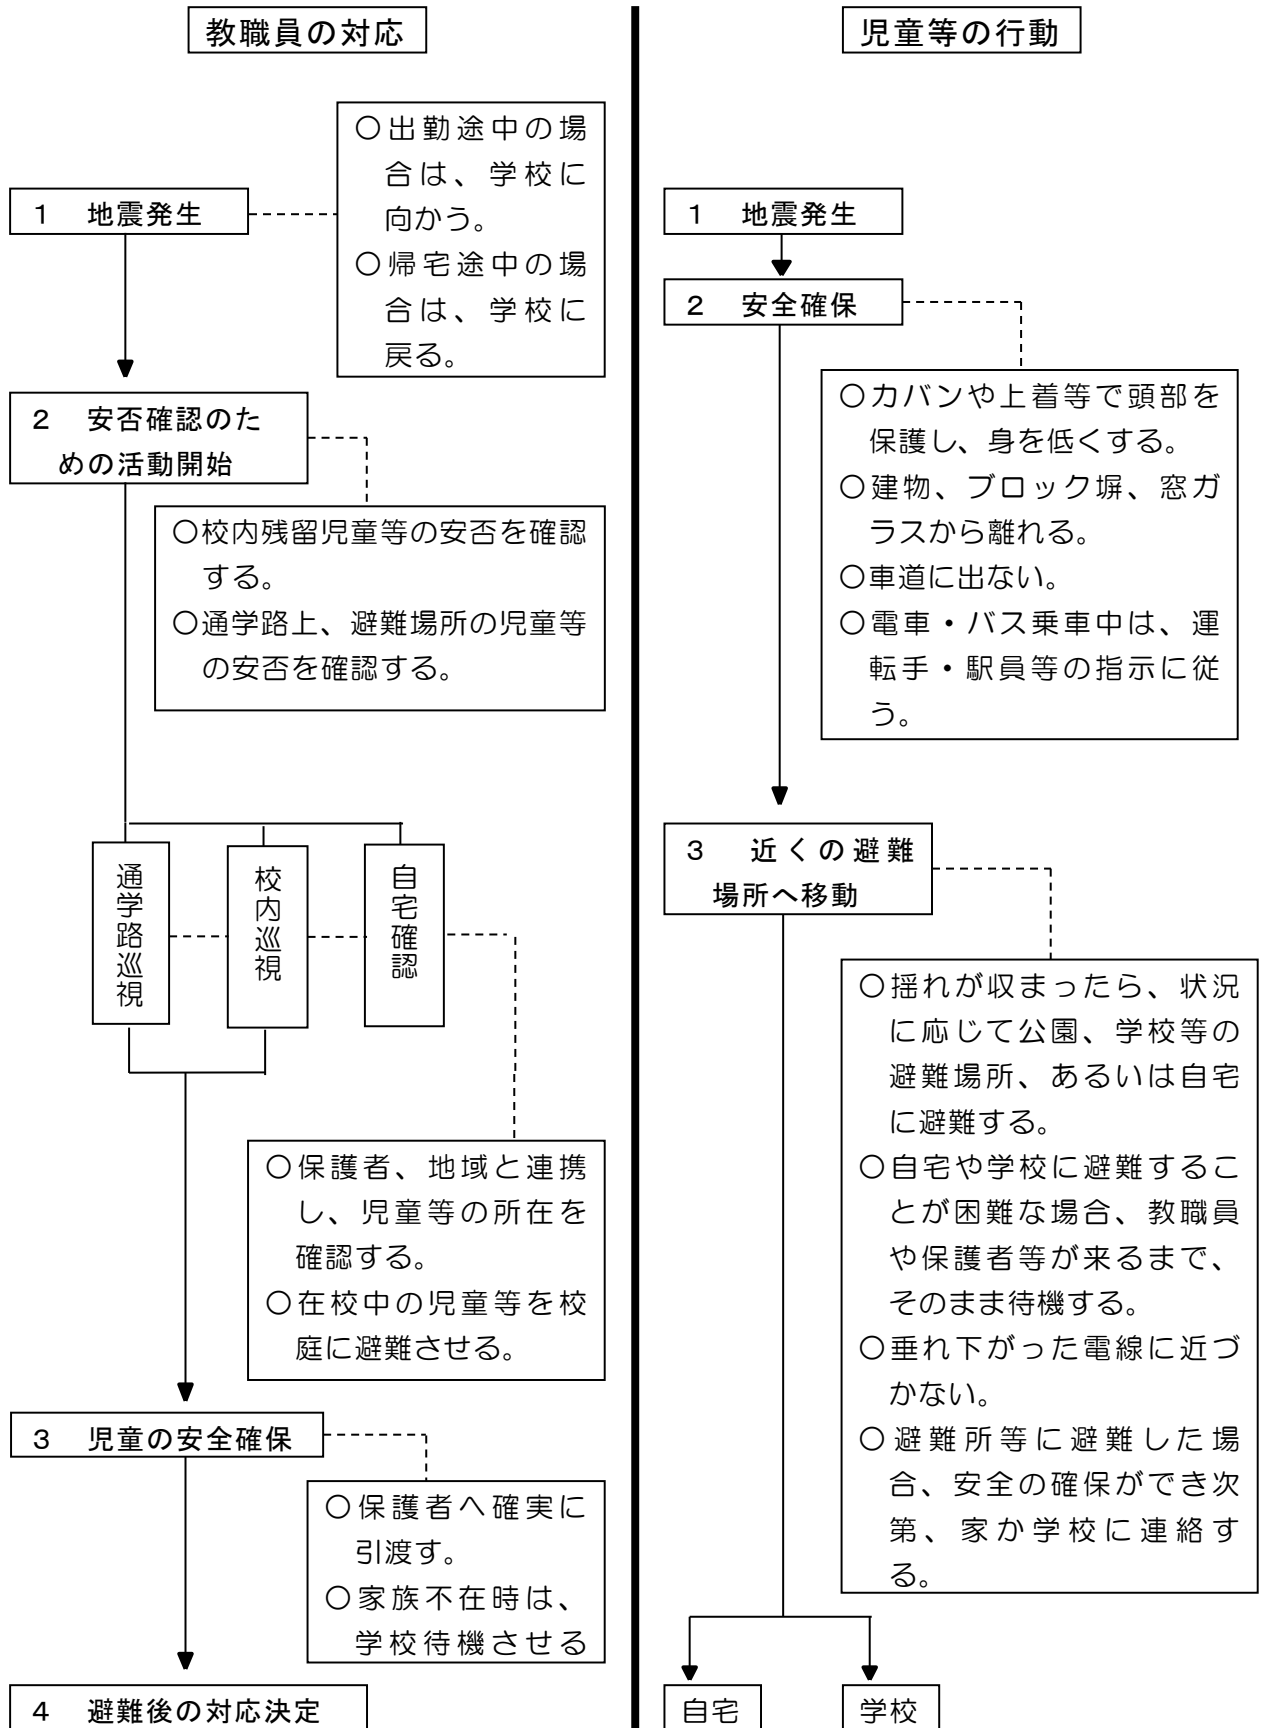 教職員の対応
1　地震発生
○出勤途中の場
合は、学校に
向かう。
○帰宅途中の場
合は、学校に
戻る。
2　安否確認のた
めの活動開始
○校内残留児童等の安否を確認
する。
○通学路上、避難場所の児童等
の安否を確認する。
通学路巡視
校内巡視
自宅確認
○保護者、地域と連携
し、児童等の所在を
確認する。
○在校中の児童等を校
庭に避難させる。
3　児童の安全確保
○保護者へ確実に
引渡す。
○家族不在時は、
学校待機させる
4　避難後の対応決定
児童等の行動
1　地震発生
2　安全確保
○カバンや上着等で頭部を
保護し、身を低くする。
○建物、ブロック塀、窓ガ
ラスから離れる。
○車道に出ない。
○電車・バス乗車中は、運
転手・駅員等の指示に従
う。
3　近くの避難
場所へ移動
○揺れが収まったら、状況
に応じて公園、学校等の
避難場所、あるいは自宅
に避難する。
○自宅や学校に避難するこ
とが困難な場合、教職員
や保護者等が来るまで、
そのまま待機する。
○垂れ下がった電線に近づ
かない。
○避難所等に避難した場
合、安全の確保ができ次
第、家か学校に連絡す
る。
自宅
学校